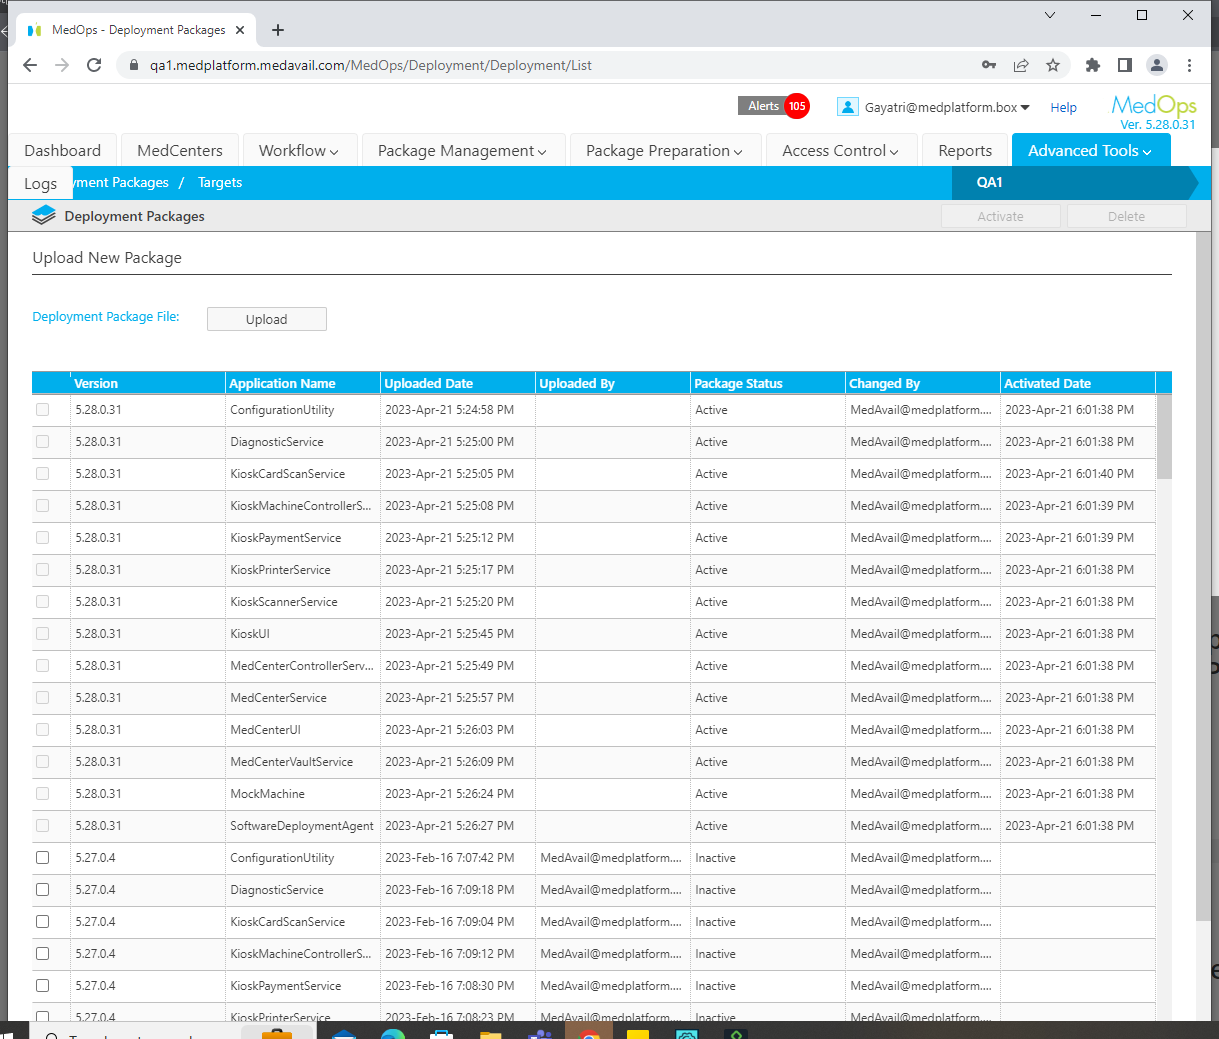 MedOps - Deployment Packages
qa1.medplatform.medavail.com/MedOps/Deployment/Deployment/List
Alerts 105 Gayatri@medplatform.box Help MedOps
Ver. 5.28.0.31
Dashboard MedCenters Workflow Package Management Package Preparation Access Control Reports Advanced Tools
Logs yment Packages / Targets QA1
Deployment Packages Activate Delete
Upload New Package
Deployment Package File: Upload
Version Application Name Uploaded Date Uploaded By Package Status Changed By Activated Date
5.28.0.31 ConfigurationUtility 2023-Apr-21 5:24:58 PM Active MedAvail@medplatform.... 2023-Apr-21 6:01:38 PM
5.28.0.31 DiagnosticService 2023-Apr-21 5:25:00 PM Active MedAvail@medplatform.... 2023-Apr-21 6:01:38 PM
5.28.0.31 KioskCardScanService 2023-Apr-21 5:25:05 PM Active MedAvail@medplatform.... 2023-Apr-21 6:01:40 PM
5.28.0.31 KioskMachineControllerS... 2023-Apr-21 5:25:08 PM Active MedAvail@medplatform.... 2023-Apr-21 6:01:39 PM
5.28.0.31 KioskPaymentService 2023-Apr-21 5:25:12 PM Active MedAvail@medplatform.... 2023-Apr-21 6:01:39 PM
5.28.0.31 KioskPrinterService 2023-Apr-21 5:25:17 PM Active MedAvail@medplatform.... 2023-Apr-21 6:01:38 PM
5.28.0.31 KioskScannerService 2023-Apr-21 5:25:20 PM Active MedAvail@medplatform.... 2023-Apr-21 6:01:38 PM
5.28.0.31 KioskUI 2023-Apr-21 5:25:45 PM Active MedAvail@medplatform.... 2023-Apr-21 6:01:38 PM
5.28.0.31 MedCenterControllerServ... 2023-Apr-21 5:25:49 PM Active MedAvail@medplatform.... 2023-Apr-21 6:01:38 PM
5.28.0.31 MedCenterService 2023-Apr-21 5:25:57 PM Active MedAvail@medplatform.... 2023-Apr-21 6:01:38 PM
5.28.0.31 MedCenterUI 2023-Apr-21 5:26:03 PM Active MedAvail@medplatform.... 2023-Apr-21 6:01:38 PM
5.28.0.31 MedCenterVaultService 2023-Apr-21 5:26:09 PM Active MedAvail@medplatform.... 2023-Apr-21 6:01:38 PM
5.28.0.31 MockMachine 2023-Apr-21 5:26:24 PM Active MedAvail@medplatform.... 2023-Apr-21 6:01:38 PM
5.28.0.31 SoftwareDeploymentAgent 2023-Apr-21 5:26:27 PM Active MedAvail@medplatform.... 2023-Apr-21 6:01:38 PM
5.27.0.4 ConfigurationUtility 2023-Feb-16 7:07:42 PM MedAvail@medplatform.... Inactive MedAvail@medplatform....
5.27.0.4 DiagnosticService 2023-Feb-16 7:09:18 PM MedAvail@medplatform.... Inactive MedAvail@medplatform....
5.27.0.4 KioskCardScanService 2023-Feb-16 7:09:04 PM MedAvail@medplatform.... Inactive MedAvail@medplatform....
5.27.0.4 KioskMachineControllerS... 2023-Feb-16 7:09:12 PM MedAvail@medplatform.... Inactive MedAvail@medplatform....
5.27.0.4 KioskPaymentService 2023-Feb-16 7:08:30 PM MedAvail@medplatform.... Inactive MedAvail@medplatform....
5.27.0.4 KioskPrinterService 2023-Feb-16 7:08:23 PM MedAvail@medplatform.... Inactive MedAvail@medplatform....